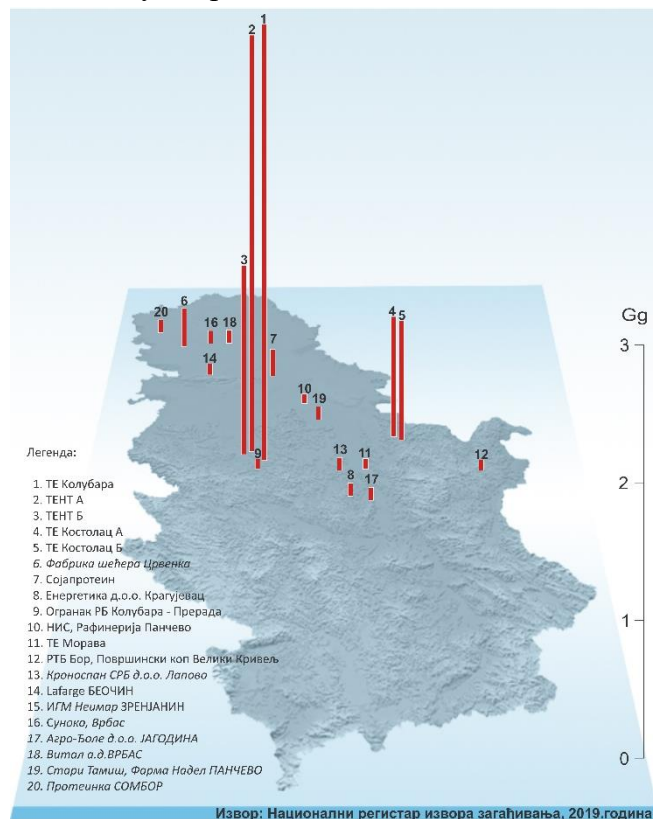 1
2
3
4
5
6
20
16
18
14
7
10
19
9
13
11
8
17
12
Gg
3
2
1
0
Легенда:
1. ТЕ Колубара
2. ТЕНТ А
3. ТЕНТ Б
4. ТЕ Костолац А
5. ТЕ Костолац Б
6. Фабрика шећера Црвенка
7. Сојапротеин
8. Енергетика д.о.о. Крагујевац
9. Огранак РБ Колубара - Прерада
10. НИС, Рафинерија Панчево
11. ТЕ Морава
12. РТБ Бор, Површински коп Велики Кривељ
13. Кроноспан СРБ д.о.о. Лапово
14. Lafarge БЕОЧИН
15. ИГМ Неимар ЗРЕЊАНИН
16. Сунока, Врбас
17. Агро-Ђоле д.о.о. ЈАГОДИНА
18. Витал а.д.ВРБАС
19. Стари Тамиш, Фарма Надел ПАНЧЕВО
20. Протеинка СОМБОР
Извор: Национални регистар извора загађивања, 2019.година